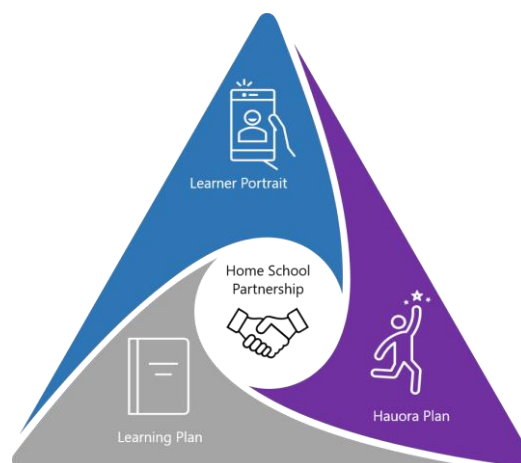 Learner Portrait
Home School
Partnership
Hauora Plan
Learning Plan